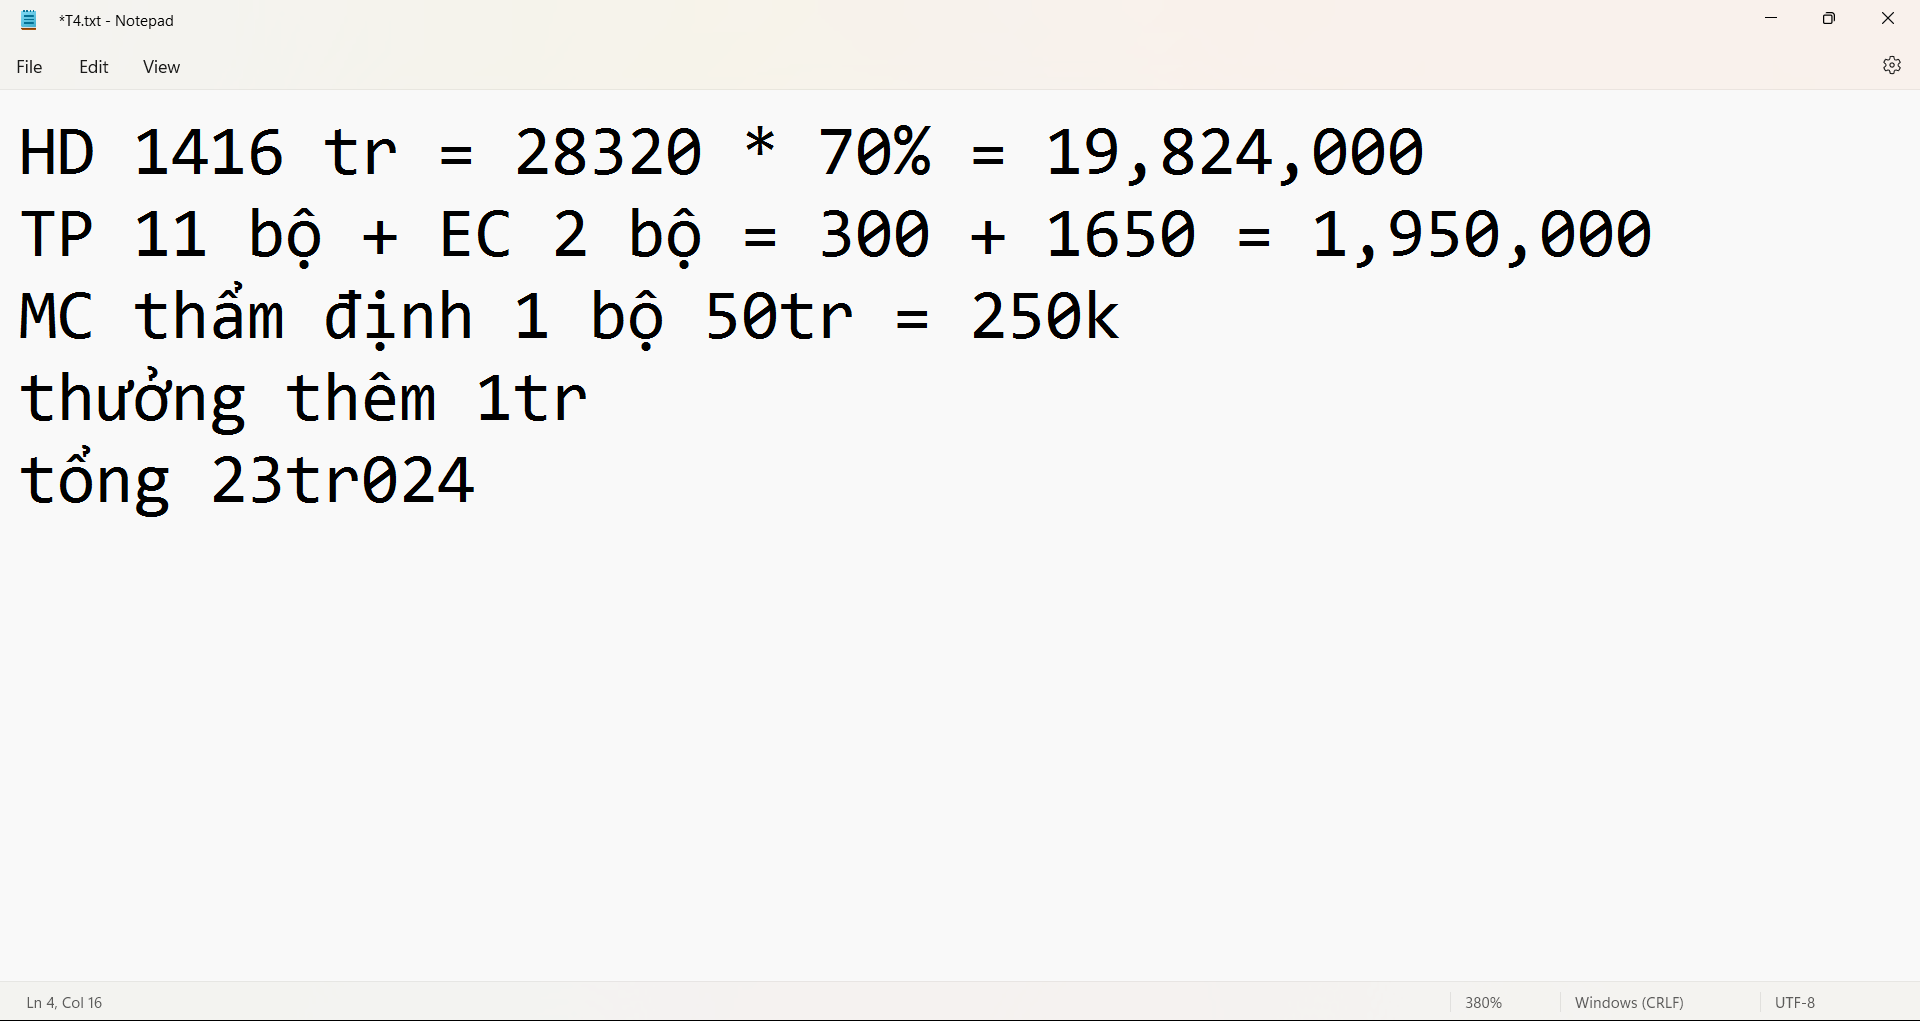 *T4.txt - Notepad
File Edit View
HD 1416 tr = 28320 * 70% = 19,824,000
TP 11 bộ + EC 2 bộ = 300 + 1650 = 1,950,000
MC thẩm định 1 bộ 50tr = 250k
thưởng thêm 1tr
tổng 23tr024
Ln 4, Col 16 380% Windows (CRLF) UTF-8